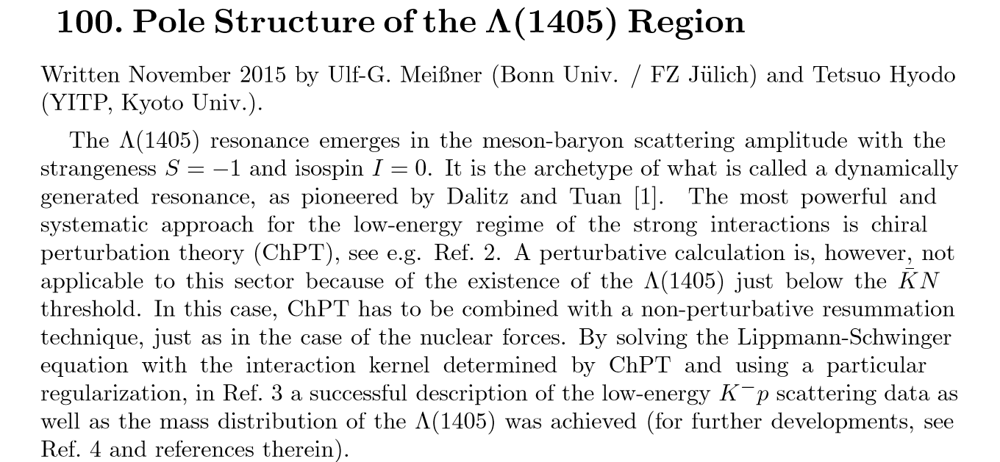 100. Pole Structure of the Λ(1405) Region
Written November 2015 by Ulf-G. Meißner (Bonn Univ. / FZ Jülich) and Tetsuo Hyodo
(YITP, Kyoto Univ.).
The Λ(1405) resonance emerges in the meson-baryon scattering amplitude with the
strangeness S = −1 and isospin I = 0. It is the archetype of what is called a dynamically
generated resonance, as pioneered by Dalitz and Tuan [1]. The most powerful and
systematic approach for the low-energy regime of the strong interactions is chiral
perturbation theory (ChPT), see e.g. Ref. 2. A perturbative calculation is, however, not
applicable to this sector because of the existence of the Λ(1405) just below the K̄N
threshold. In this case, ChPT has to be combined with a non-perturbative resummation
technique, just as in the case of the nuclear forces. By solving the Lippmann-Schwinger
equation with the interaction kernel determined by ChPT and using a particular
regularization, in Ref. 3 a successful description of the low-energy K⁻p scattering data as
well as the mass distribution of the Λ(1405) was achieved (for further developments, see
Ref. 4 and references therein).